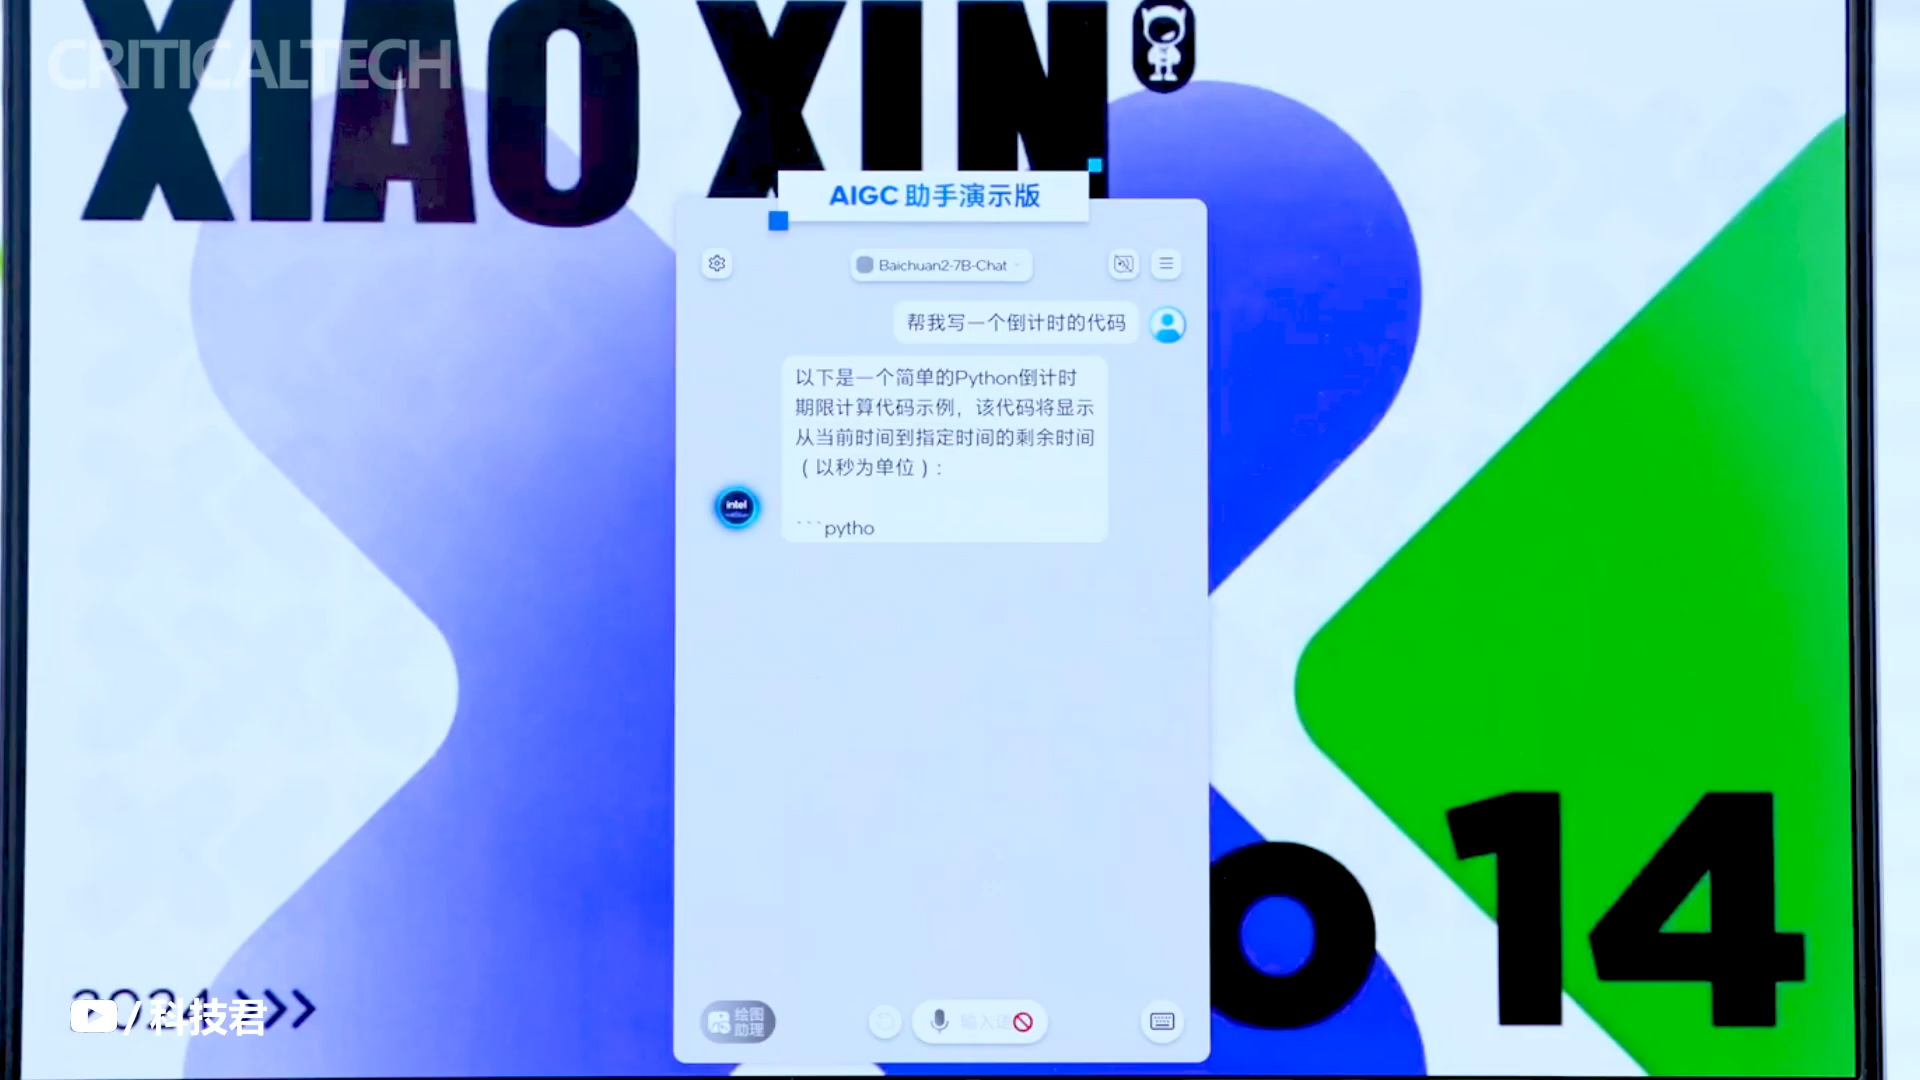 XIAO XIN
CRITICALTECH
AIGC 助手演示版
Baichuan2-7B-Chat
帮我写一个倒计时的代码
以下是一个简单的Python倒计时
期限计算代码示例，该代码将显示
从当前时间到指定时间的剩余时间
（以秒为单位）:
```pytho
intel
绘图
助理
输入
o 14
2024 >>>
/ 科技君